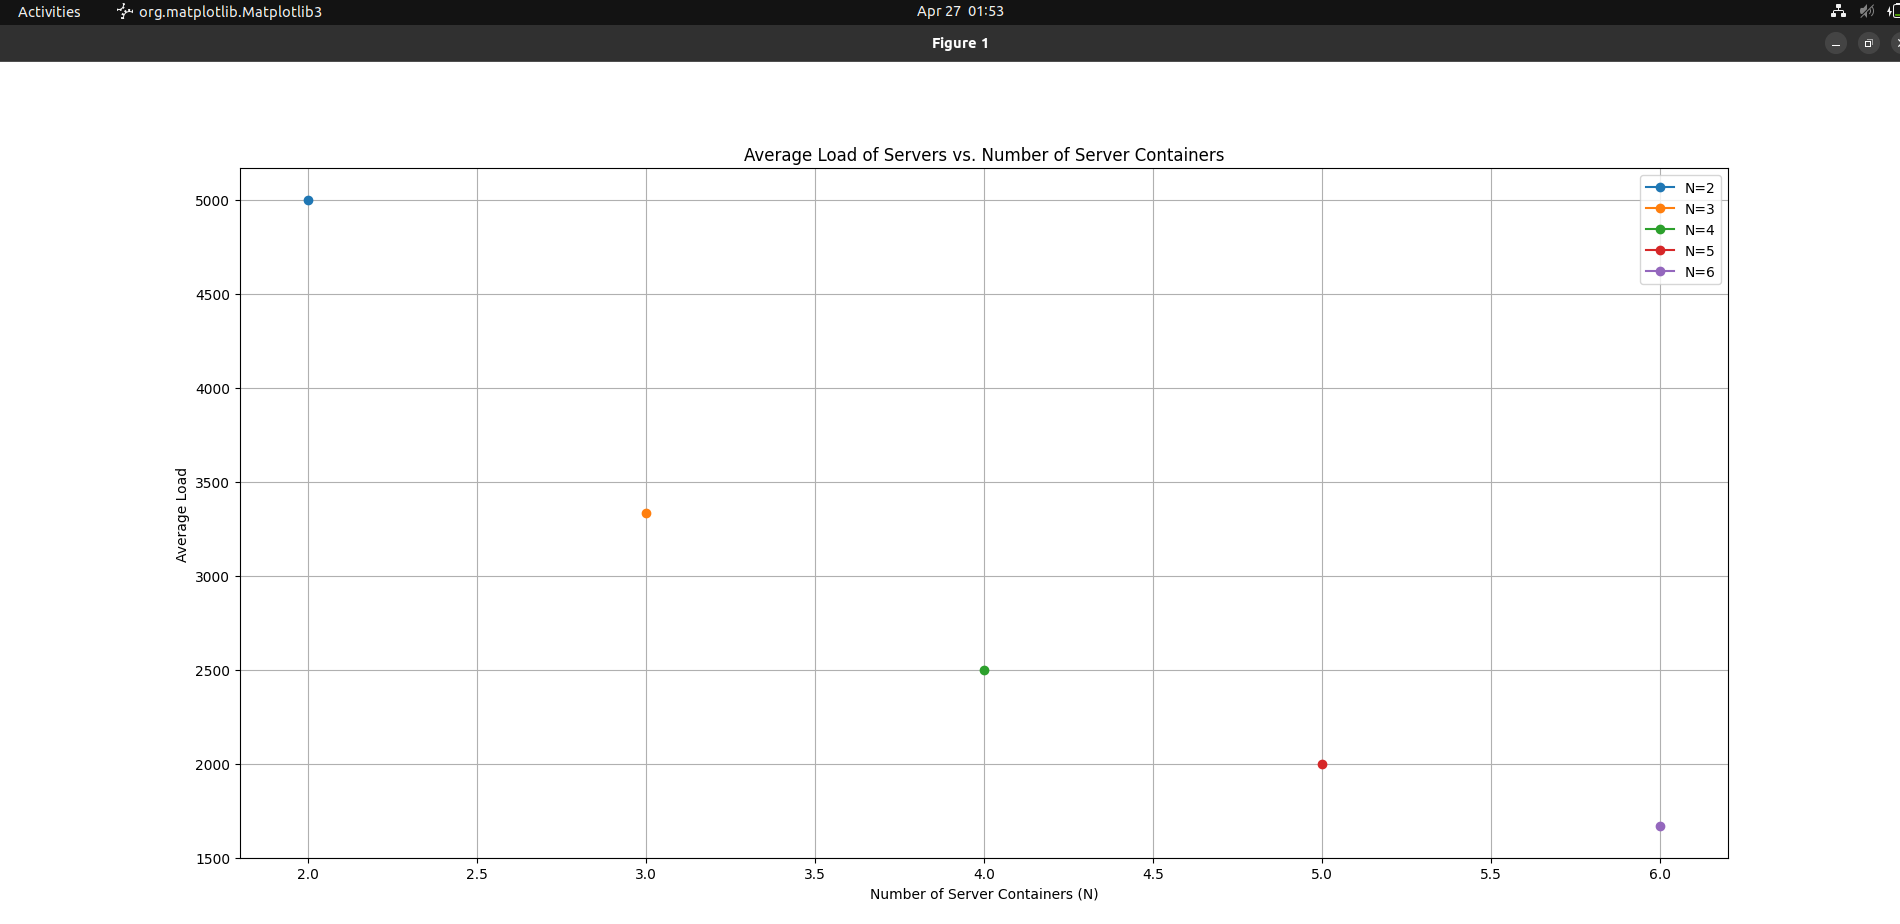 Activities
org.matplotlib.Matplotlib3
Apr 27 01:53
Figure 1
Average Load of Servers vs. Number of Server Containers
N=2
N=3
N=4
N=5
N=6
5000
4500
4000
3500
3000
2500
2000
1500
Average Load
2.0 2.5 3.0 3.5 4.0 4.5 5.0 5.5 6.0
Number of Server Containers (N)